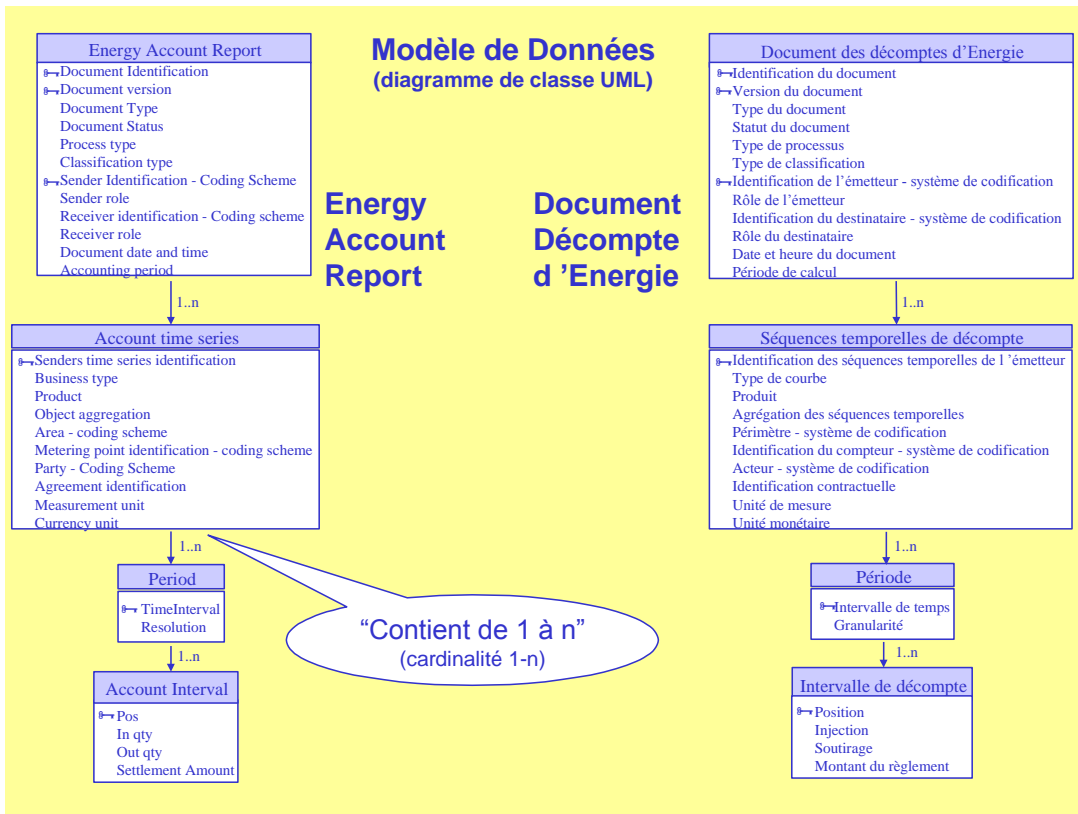 Modèle de Données
(diagramme de classe UML)
Energy Account Report
Document Identification
Document version
Document Type
Document Status
Process type
Classification type
Sender Identification - Coding Scheme
Sender role
Receiver identification - Coding scheme
Receiver role
Document date and time
Accounting period
1..n
Account time series
Senders time series identification
Business type
Product
Object aggregation
Area - coding scheme
Metering point identification - coding scheme
Party - Coding Scheme
Agreement identification
Measurement unit
Currency unit
1..n
Period
TimeInterval
Resolution
1..n
Account Interval
Pos
In qty
Out qty
Settlement Amount
Energy
Account
Report
Document
Décompte
d ’Energie
“Contient de 1 à n”
(cardinalité 1-n)
Document des décomptes d’Energie
Identification du document
Version du document
Type du document
Statut du document
Type de processus
Type de classification
Identification de l’émetteur - système de codification
Rôle de l’émetteur
Identification du destinataire - système de codification
Rôle du destinataire
Date et heure du document
Période de calcul
1..n
Séquences temporelles de décompte
Identification des séquences temporelles de l ’émetteur
Type de courbe
Produit
Agrégation des séquences temporelles
Périmètre - système de codification
Identification du compteur - système de codification
Acteur - système de codification
Identification contractuelle
Unité de mesure
Unité monétaire
1..n
Période
Intervalle de temps
Granularité
1..n
Intervalle de décompte
Position
Injection
Soutirage
Montant du règlement